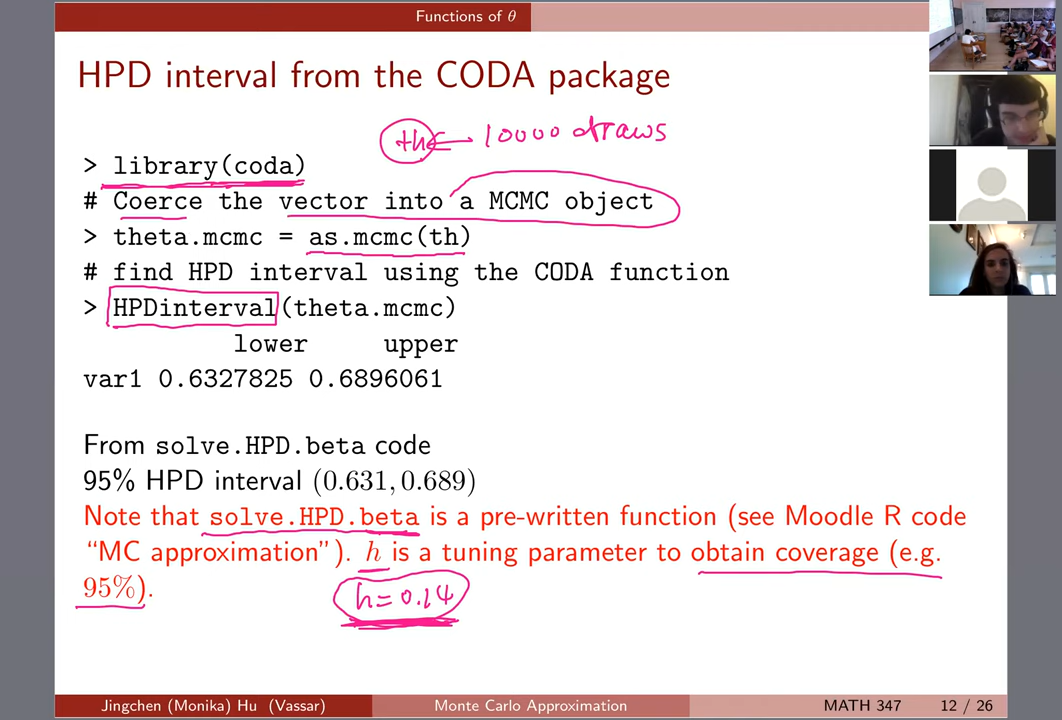 Functions of θ
HPD interval from the CODA package
th ← 10000 draws
> library(coda)
# Coerce the vector into a MCMC object
> theta.mcmc = as.mcmc(th)
# find HPD interval using the CODA function
> HPDinterval(theta.mcmc)
lower upper
var1 0.6327825 0.6896061
From solve.HPD.beta code
95% HPD interval (0.631, 0.689)
Note that solve.HPD.beta is a pre-written function (see Moodle R code
“MC approximation”). h is a tuning parameter to obtain coverage (e.g.
95%).
h=0.14
Jingchen (Monika) Hu (Vassar) Monte Carlo Approximation MATH 347 12 / 26